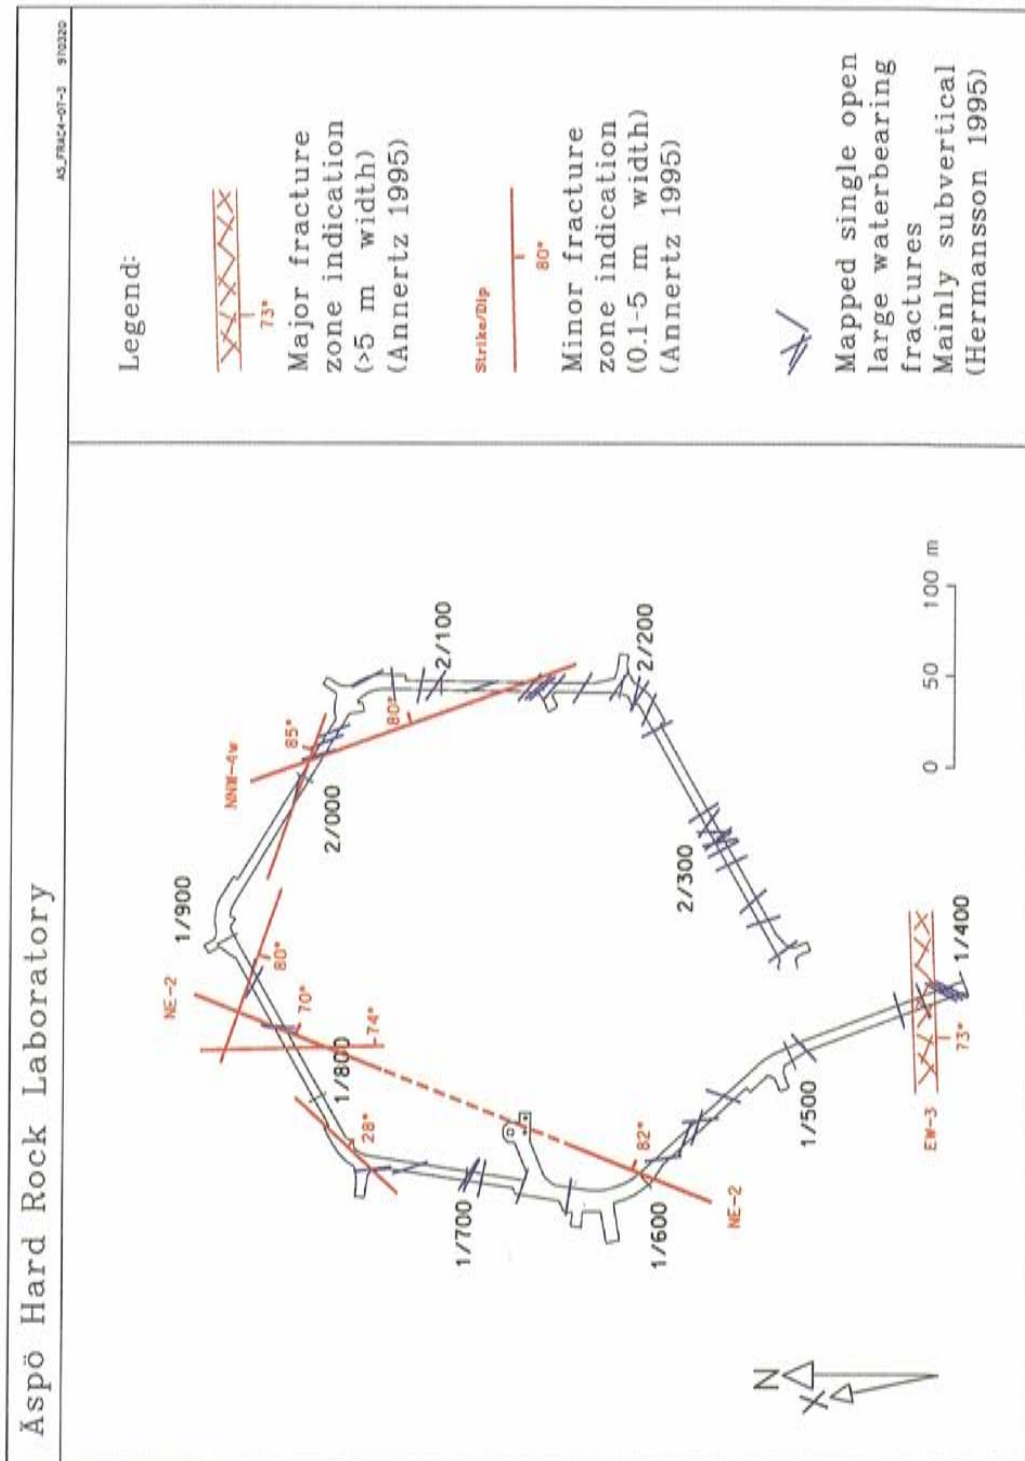 Äspö Hard Rock Laboratory
AS_FRAC4-07-3 970320
1/900
NE-2
NNW-4w
80°
70°
74°
1/800
28°
85°
2/000
80°
2/100
1/700
82°
1/600
NE-2
2/200
2/300
1/500
EW-3
73°
1/400
N
X
0 50 100 m
Legend:
73°
Major fracture
zone indication
(>5 m width)
(Annertz 1995)
Strike/Dip
80°
Minor fracture
zone indication
(0.1-5 m width)
(Annertz 1995)
Mapped single open
large waterbearing
fractures
Mainly subvertical
(Hermansson 1995)